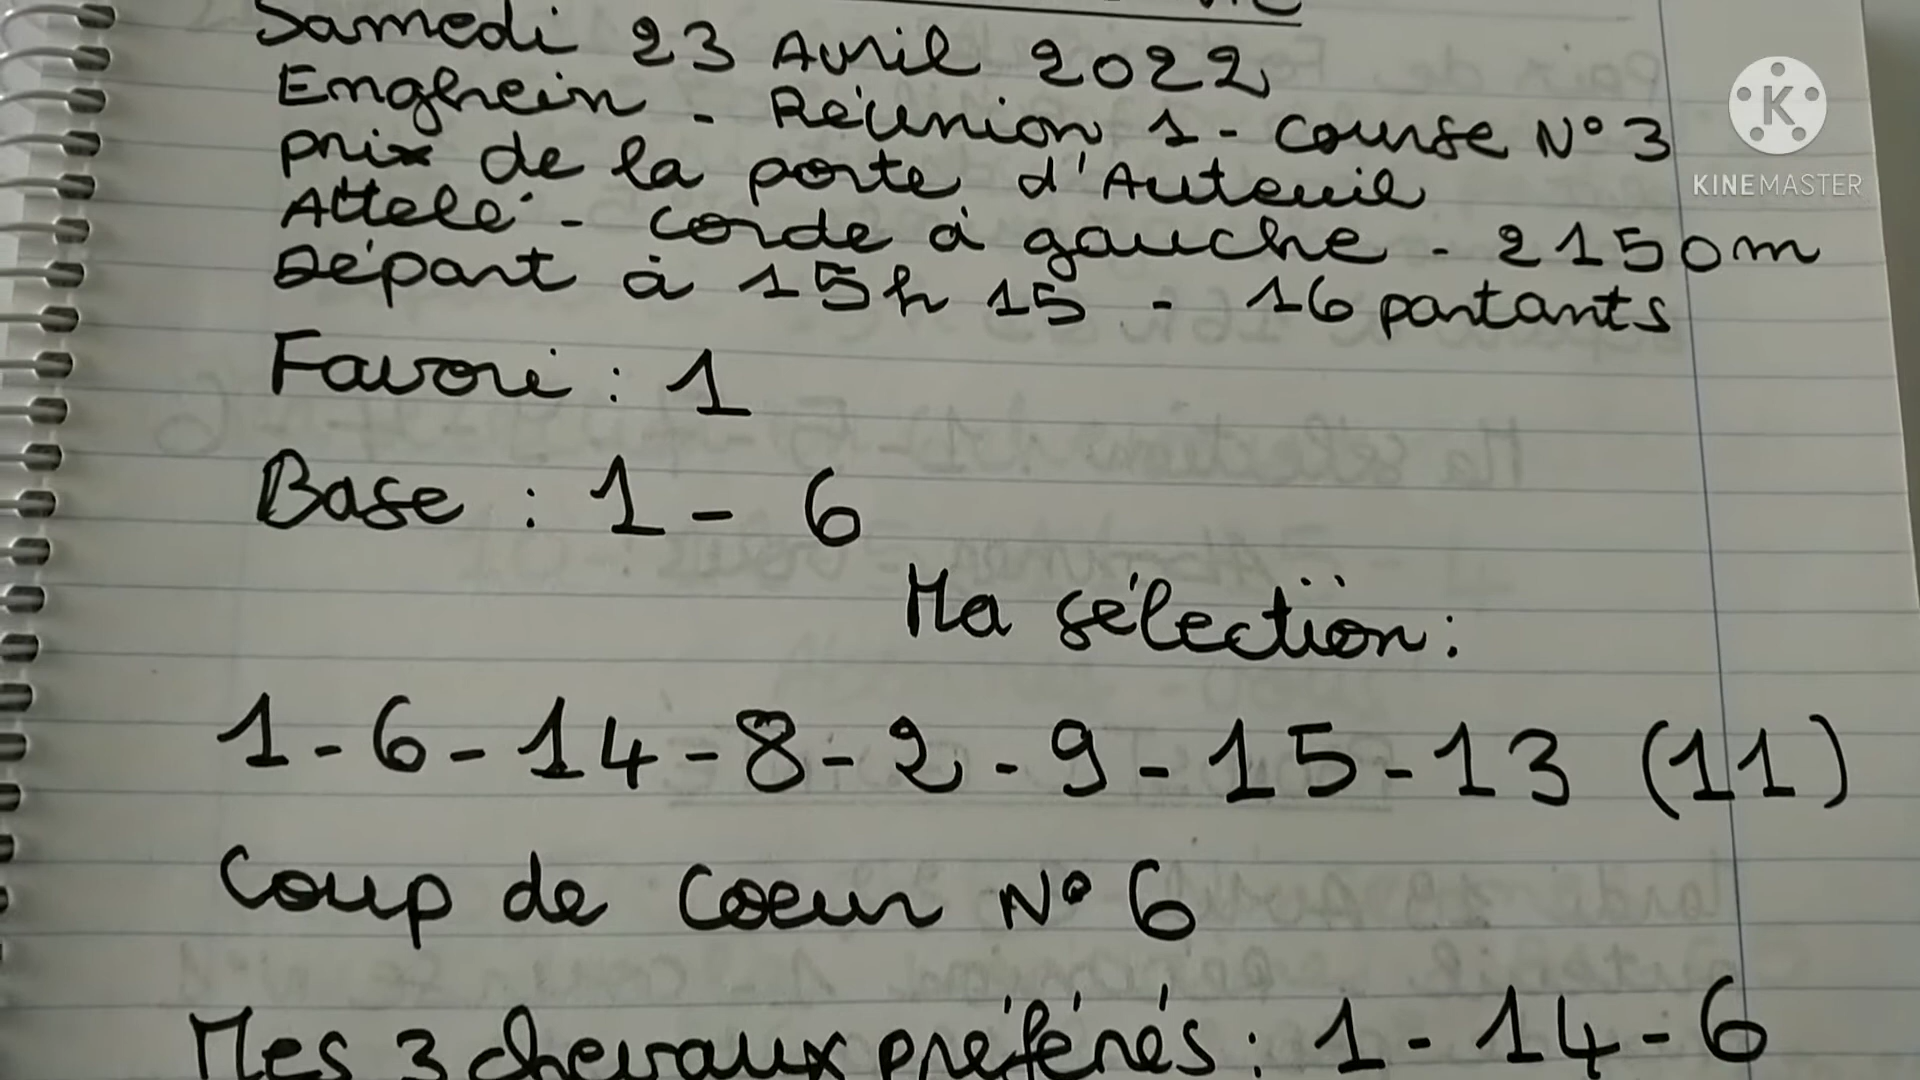 Samedi 23 Avril 2022
Enghein - Réunion 1 - course N° 3
prix de la porte d'Auteuil
Attelé - corde à gauche - 2150m
Départ à 15h15 - 16 partants
Favori : 1
Base : 1 - 6
Ma sélection :
1 - 6 - 14 - 8 - 2 - 9 - 15 - 13 (11)
Coup de coeur N° 6
Mes 3 chevaux préférés : 1 - 14 - 6
KINEMASTER